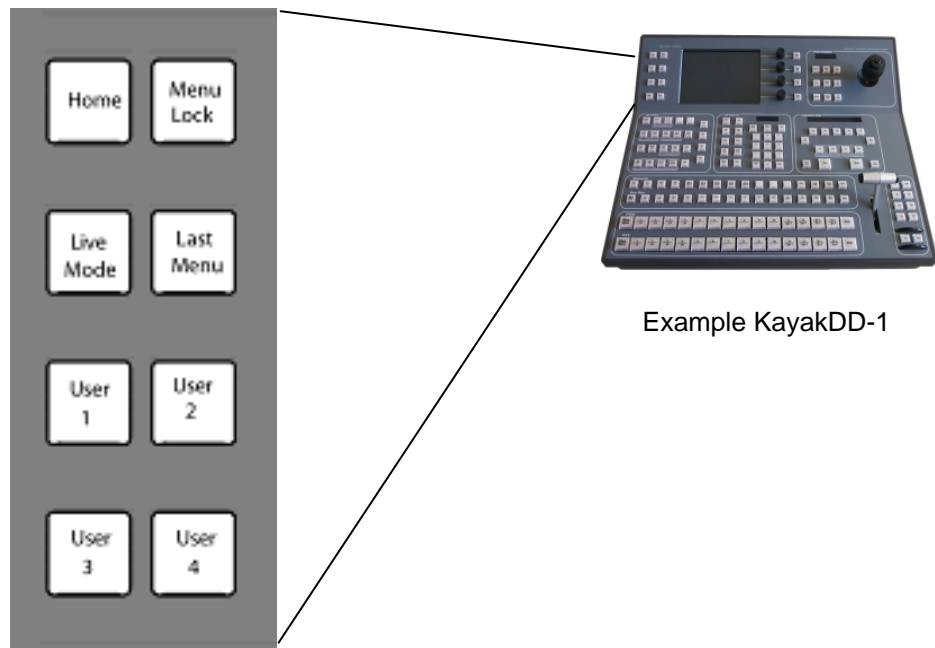 Home
Menu
Lock
Live
Mode
Last
Menu
User
1
User
2
User
3
User
4
Example KayakDD-1